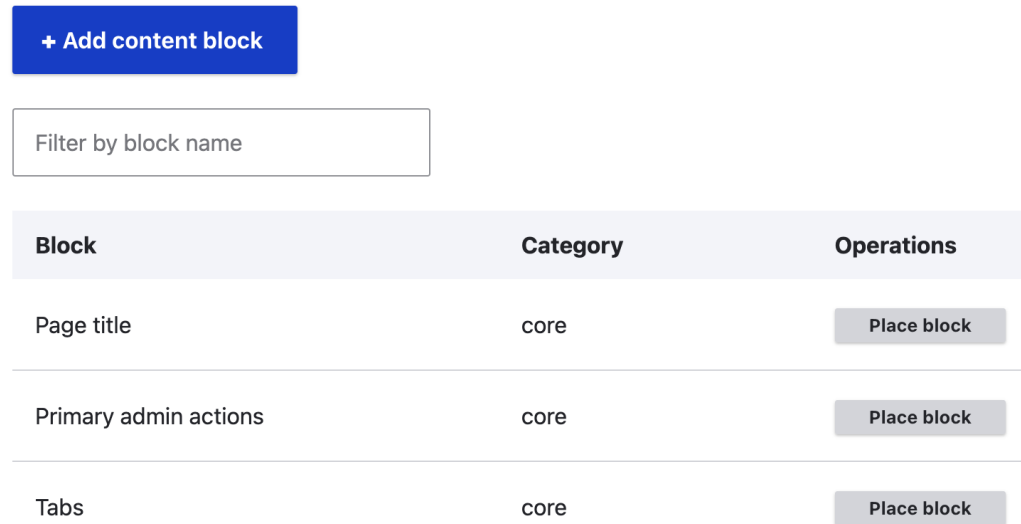 + Add content block
Filter by block name
Block Category Operations
Page title core Place block
Primary admin actions core Place block
Tabs core Place block